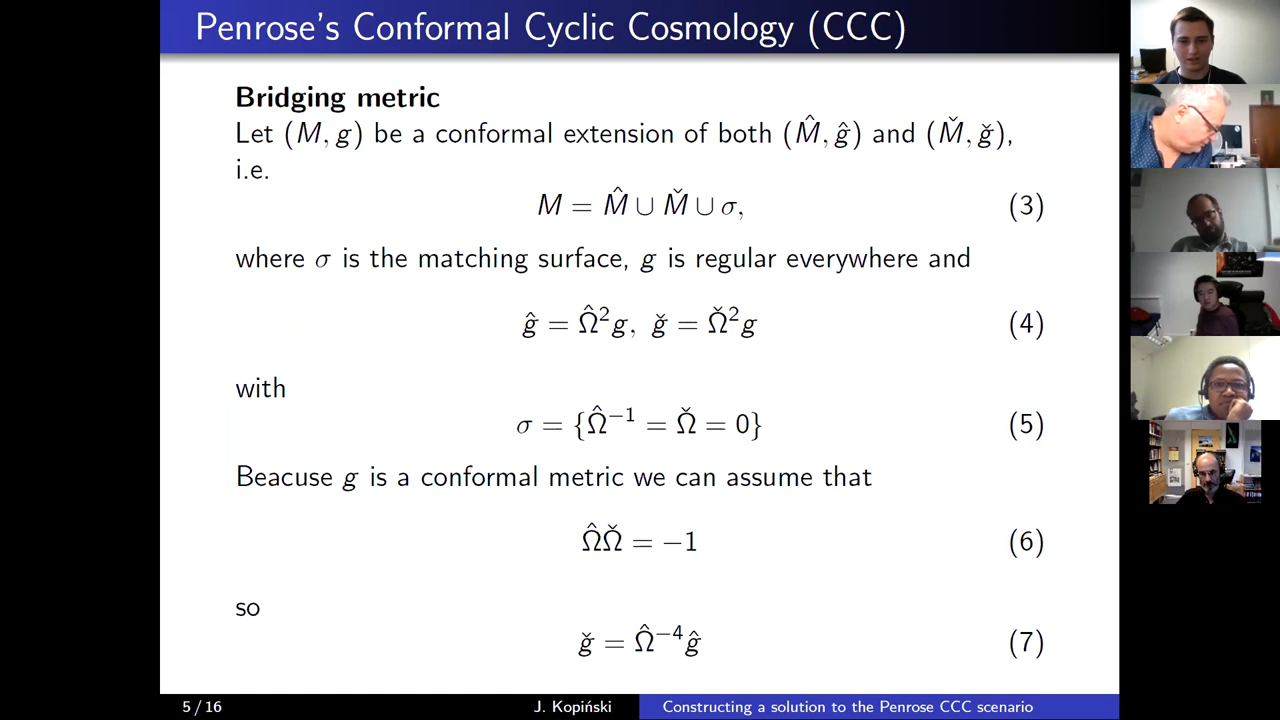 Penrose's Conformal Cyclic Cosmology (CCC)
Bridging metric
Let (M, g) be a conformal extension of both (M̂, ĝ) and (M̌, ǧ),
i.e.
M = M̂ ∪ M̌ ∪ σ, (3)
where σ is the matching surface, g is regular everywhere and
ĝ = Ω̂²g, ǧ = Ω̌²g (4)
with
σ = {Ω̂⁻¹ = Ω̌ = 0} (5)
Beacuse g is a conformal metric we can assume that
Ω̂Ω̌ = −1 (6)
so
ǧ = Ω̂⁻⁴ĝ (7)
5 / 16
J. Kopiński
Constructing a solution to the Penrose CCC scenario